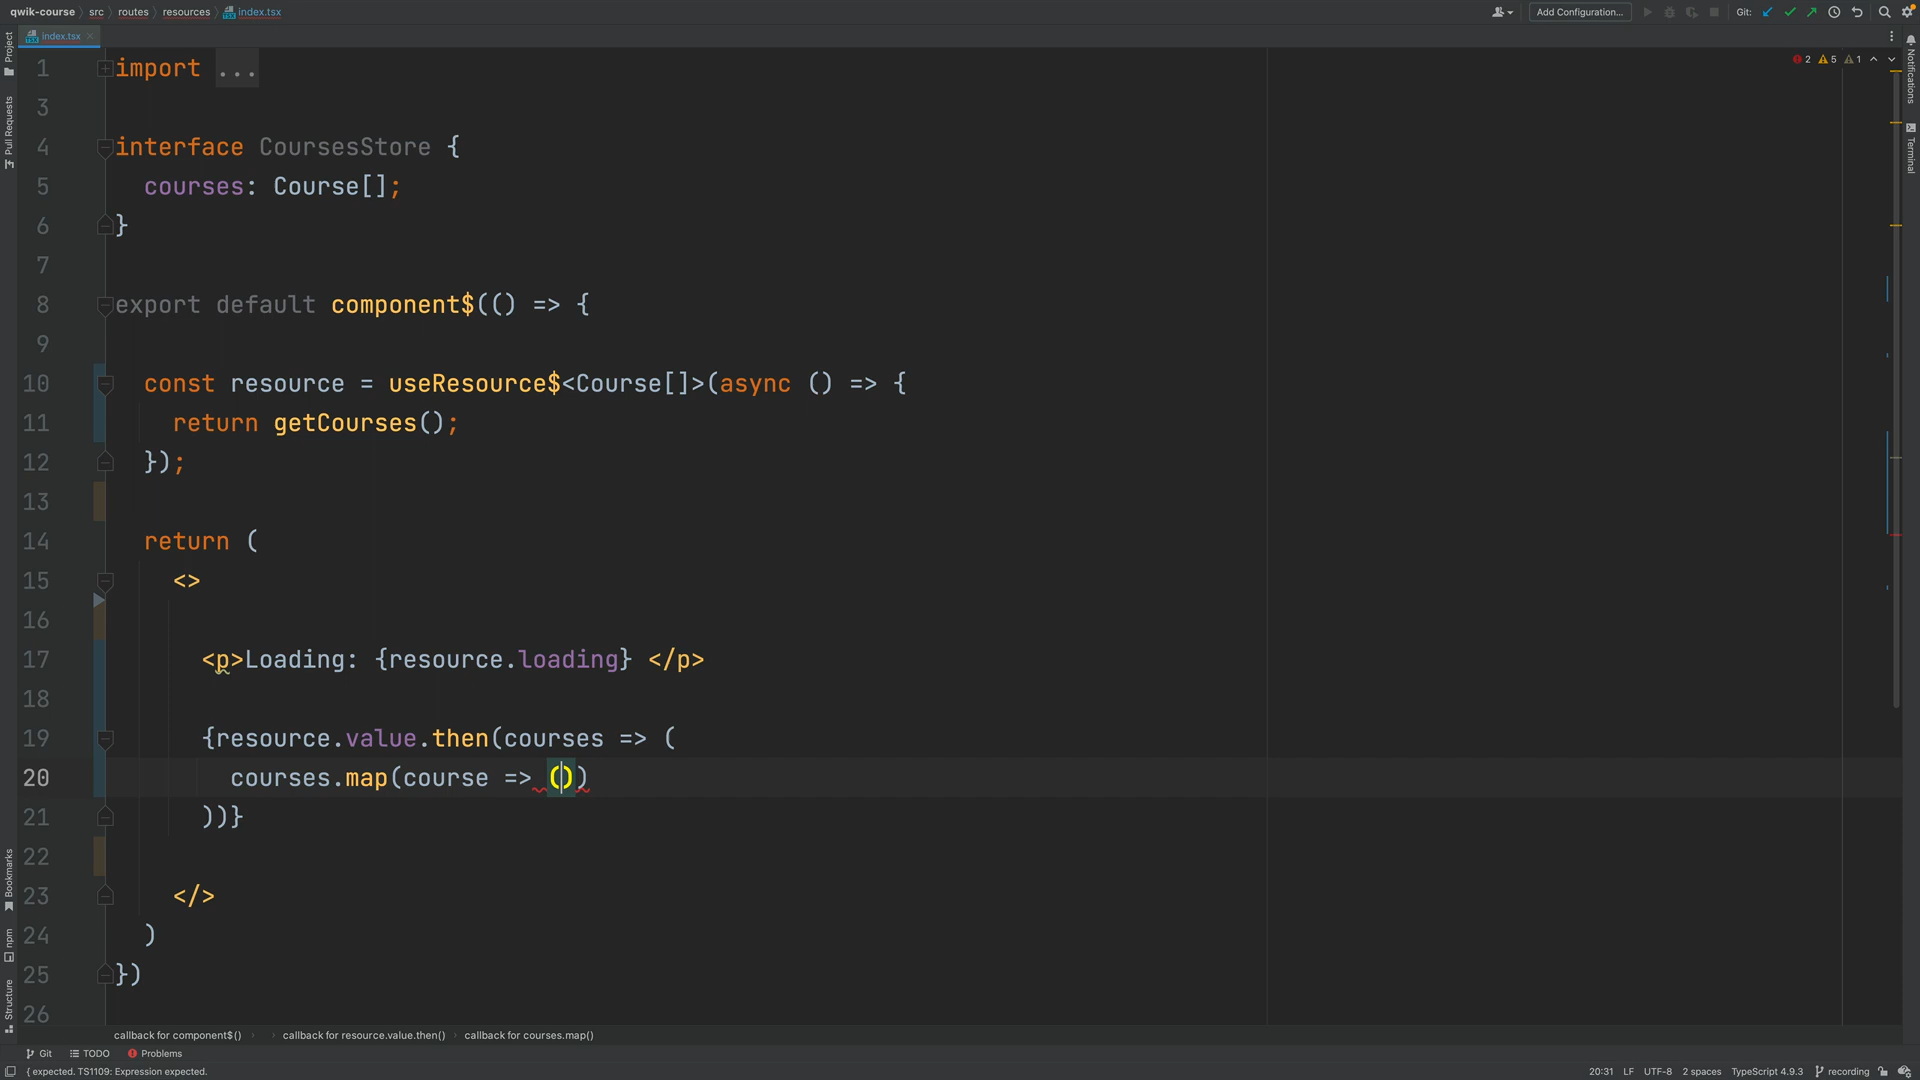 qwik-course src routes resources index.tsx
Add Configuration...
Git:
index.tsx
Project
Pull Requests
Bookmarks
npm
Structure
Notifications
Terminal
2 5 1
1 import ...
3
4 interface CoursesStore {
5 courses: Course[];
6 }
7
8 export default component$(() => {
9
10 const resource = useResource$<Course[]>(async () => {
11 return getCourses();
12 });
13
14 return (
15 <>
16
17 <p>Loading: {resource.loading} </p>
18
19 {resource.value.then(courses => (
20 courses.map(course => ())
21 ))}
22
23 </>
24 )
25 })
26
callback for component$() callback for resource.value.then() callback for courses.map()
Git TODO Problems
{ expected. TS1109: Expression expected.
20:31 LF UTF-8 2 spaces TypeScript 4.9.3 recording